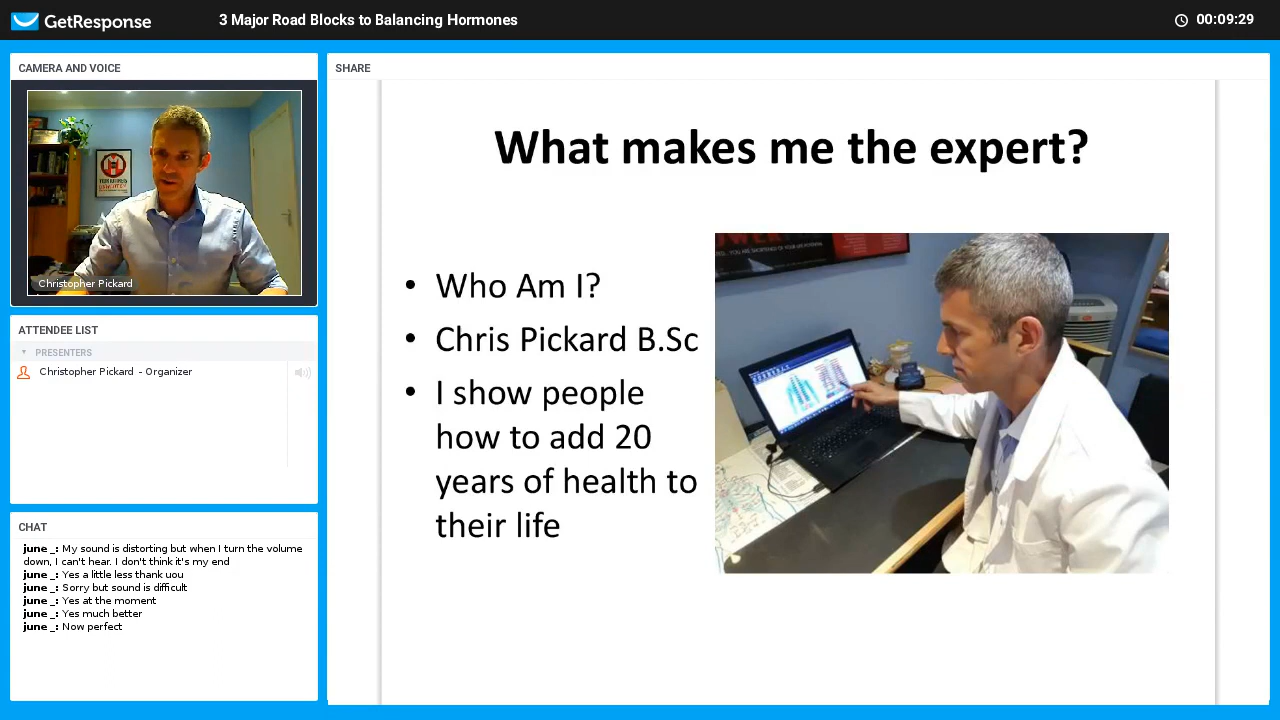 GetResponse
3 Major Road Blocks to Balancing Hormones
00:09:29
CAMERA AND VOICE
Christopher Pickard
ATTENDEE LIST
PRESENTERS
Christopher Pickard - Organizer
CHAT
june _: My sound is distorting but when I turn the volume
down, I can't hear. I don't think it's my end
june _: Yes a little less thank uou
june _: Sorry but sound is difficult
june _: Yes at the moment
june _: Yes much better
june _: Now perfect
SHARE
What makes me the expert?
• Who Am I?
• Chris Pickard B.Sc
• I show people
how to add 20
years of health to
their life